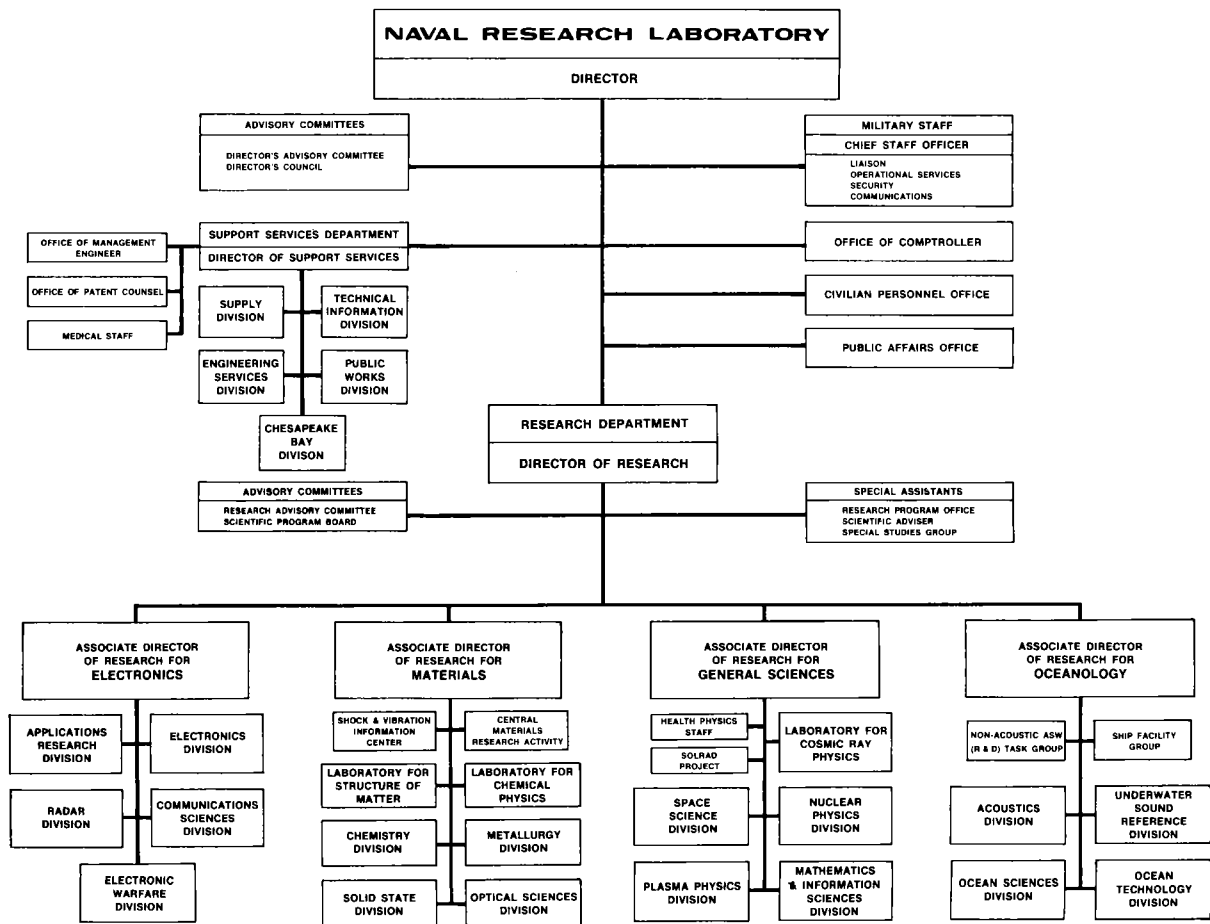 NAVAL RESEARCH LABORATORY
DIRECTOR
ADVISORY COMMITTEES
DIRECTOR'S ADVISORY COMMITTEE
DIRECTOR'S COUNCIL
MILITARY STAFF
CHIEF STAFF OFFICER
LIAISON
OPERATIONAL SERVICES
SECURITY
COMMUNICATIONS
OFFICE OF MANAGEMENT
ENGINEER
OFFICE OF PATENT COUNSEL
MEDICAL STAFF
SUPPORT SERVICES DEPARTMENT
DIRECTOR OF SUPPORT SERVICES
SUPPLY
DIVISION
TECHNICAL
INFORMATION
DIVISION
ENGINEERING
SERVICES
DIVISION
PUBLIC
WORKS
DIVISION
CHESAPEAKE
BAY
DIVISON
OFFICE OF COMPTROLLER
CIVILIAN PERSONNEL OFFICE
PUBLIC AFFAIRS OFFICE
RESEARCH DEPARTMENT
DIRECTOR OF RESEARCH
ADVISORY COMMITTEES
RESEARCH ADVISORY COMMITTEE
SCIENTIFIC PROGRAM BOARD
SPECIAL ASSISTANTS
RESEARCH PROGRAM OFFICE
SCIENTIFIC ADVISER
SPECIAL STUDIES GROUP
ASSOCIATE DIRECTOR
OF RESEARCH FOR
ELECTRONICS
APPLICATIONS
RESEARCH
DIVISION
ELECTRONICS
DIVISION
RADAR
DIVISION
COMMUNICATIONS
SCIENCES
DIVISION
ELECTRONIC
WARFARE
DIVISION
ASSOCIATE DIRECTOR
OF RESEARCH FOR
MATERIALS
SHOCK & VIBRATION
INFORMATION
CENTER
CENTRAL
MATERIALS
RESEARCH ACTIVITY
LABORATORY FOR
STRUCTURE OF
MATTER
LABORATORY FOR
CHEMICAL
PHYSICS
CHEMISTRY
DIVISION
METALLURGY
DIVISION
SOLID STATE
DIVISION
OPTICAL SCIENCES
DIVISION
ASSOCIATE DIRECTOR
OF RESEARCH FOR
GENERAL SCIENCES
HEALTH PHYSICS
STAFF
SOLRAD
PROJECT
LABORATORY FOR
COSMIC RAY
PHYSICS
SPACE
SCIENCE
DIVISION
NUCLEAR
PHYSICS
DIVISION
PLASMA PHYSICS
DIVISION
MATHEMATICS
& INFORMATION
SCIENCES DIVISION
ASSOCIATE DIRECTOR
OF RESEARCH FOR
OCEANOLOGY
NON-ACOUSTIC ASW
(R & D) TASK GROUP
SHIP FACILITY
GROUP
ACOUSTICS
DIVISION
UNDERWATER
SOUND
REFERENCE
DIVISION
OCEAN SCIENCES
DIVISION
OCEAN
TECHNOLOGY
DIVISION